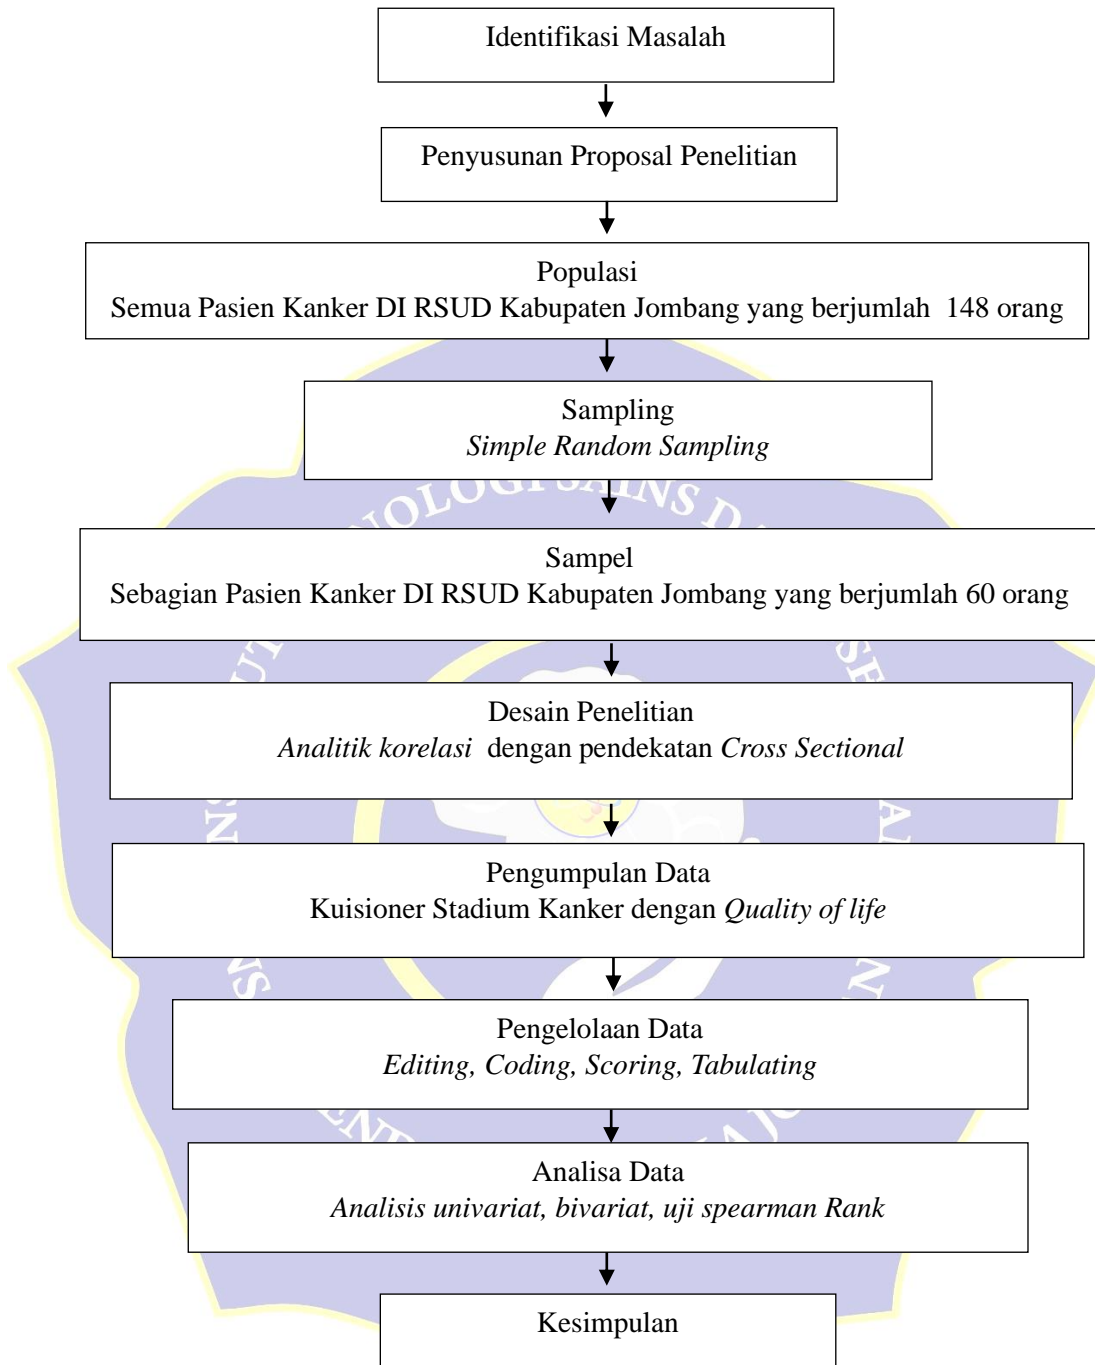 Identifikasi Masalah
Penyusunan Proposal Penelitian
Populasi
Semua Pasien Kanker DI RSUD Kabupaten Jombang yang berjumlah 148 orang
Sampling
Simple Random Sampling
Sampel
Sebagian Pasien Kanker DI RSUD Kabupaten Jombang yang berjumlah 60 orang
Desain Penelitian
Analitik korelasi dengan pendekatan Cross Sectional
Pengumpulan Data
Kuisioner Stadium Kanker dengan Quality of life
Pengelolaan Data
Editing, Coding, Scoring, Tabulating
Analisa Data
Analisis univariat, bivariat, uji spearman Rank
Kesimpulan